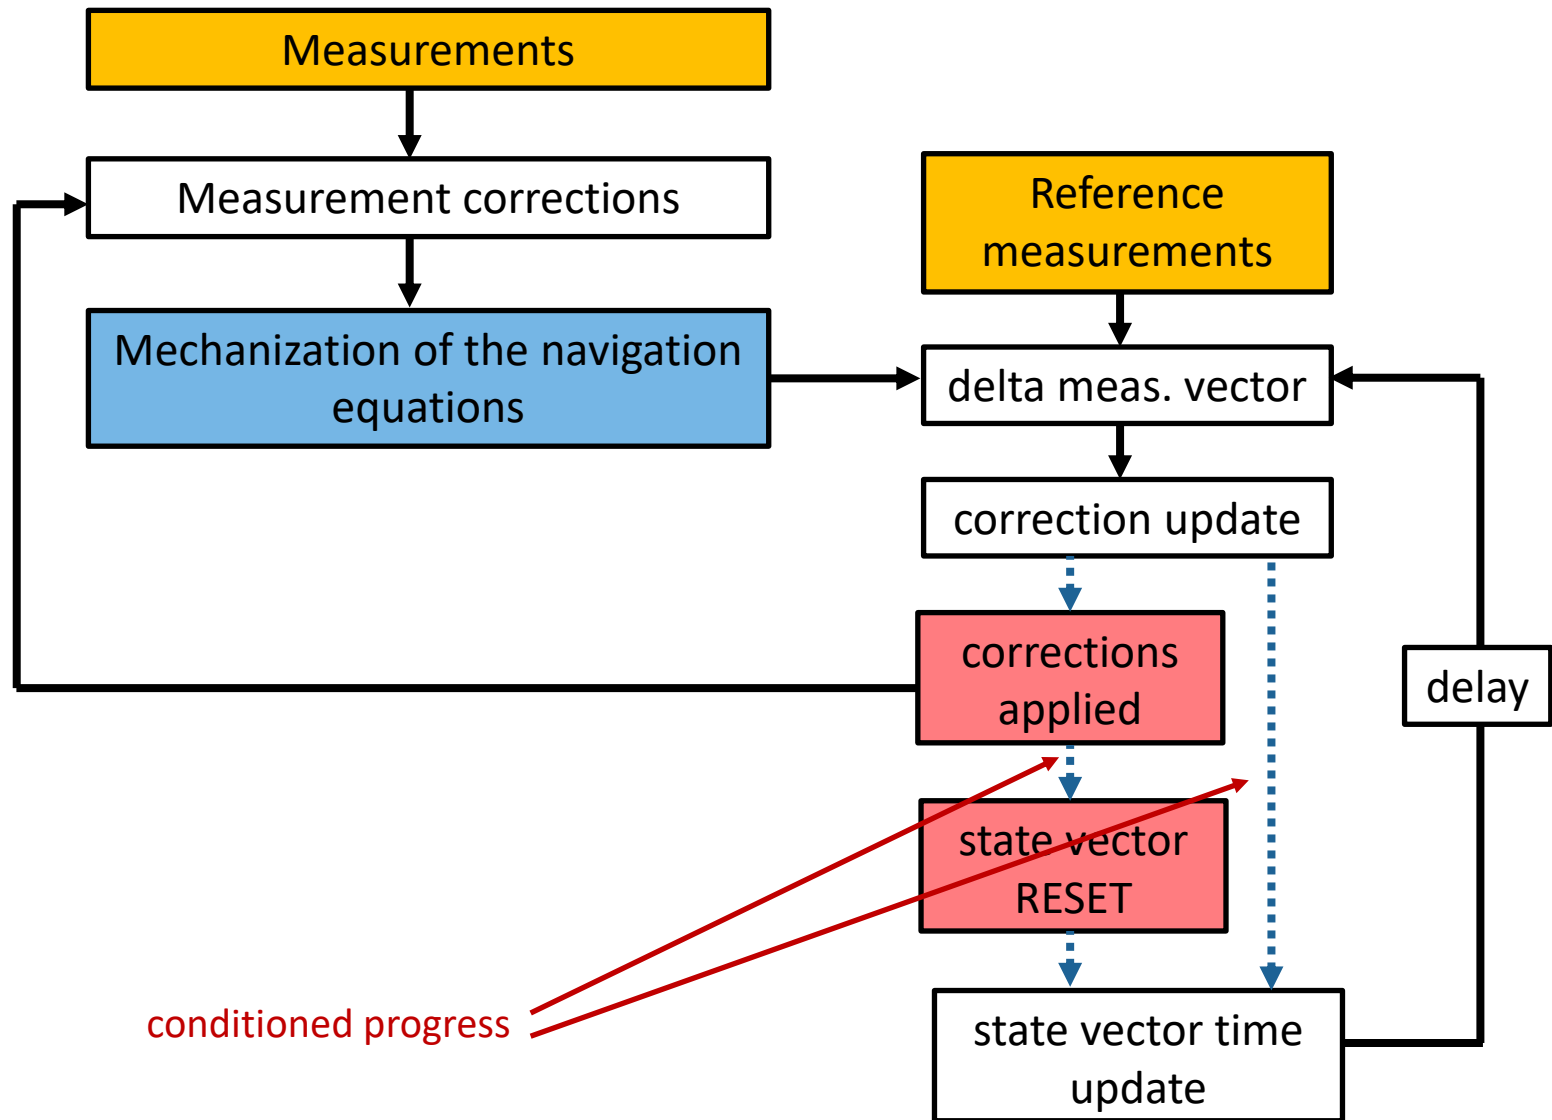 Measurements
Measurement corrections
Mechanization of the navigation
equations
Reference
measurements
delta meas. vector
correction update
corrections
applied
delay
state vector
RESET
conditioned progress
state vector time
update